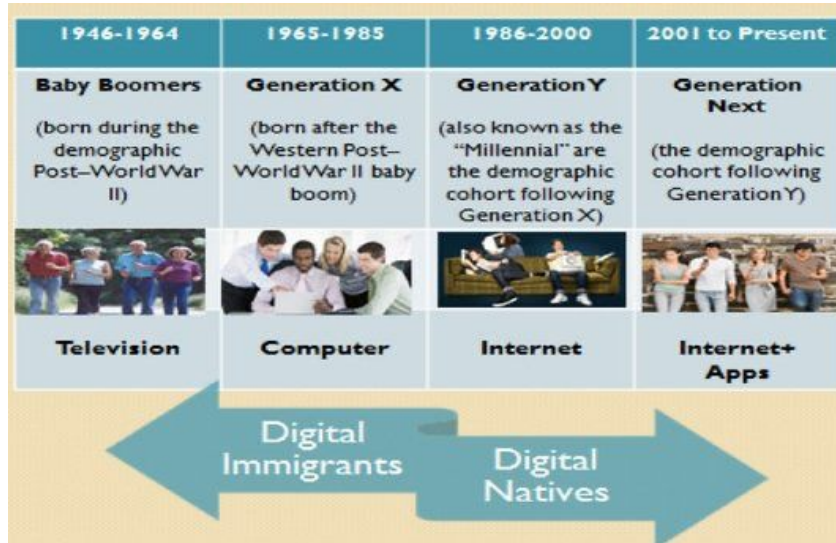 1946-1964
1965-1985
1986-2000
2001 to Present
Baby Boomers
(born during the
demographic
Post–World War
II)
Generation X
(born after the
Western Post–
World War II baby
boom)
Generation Y
(also known as the
“Millennial” are
the demographic
cohort following
Generation X)
Generation
Next
(the demographic
cohort following
Generation Y)
Television
Computer
Internet
Internet+
Apps
Digital
Immigrants
Digital
Natives